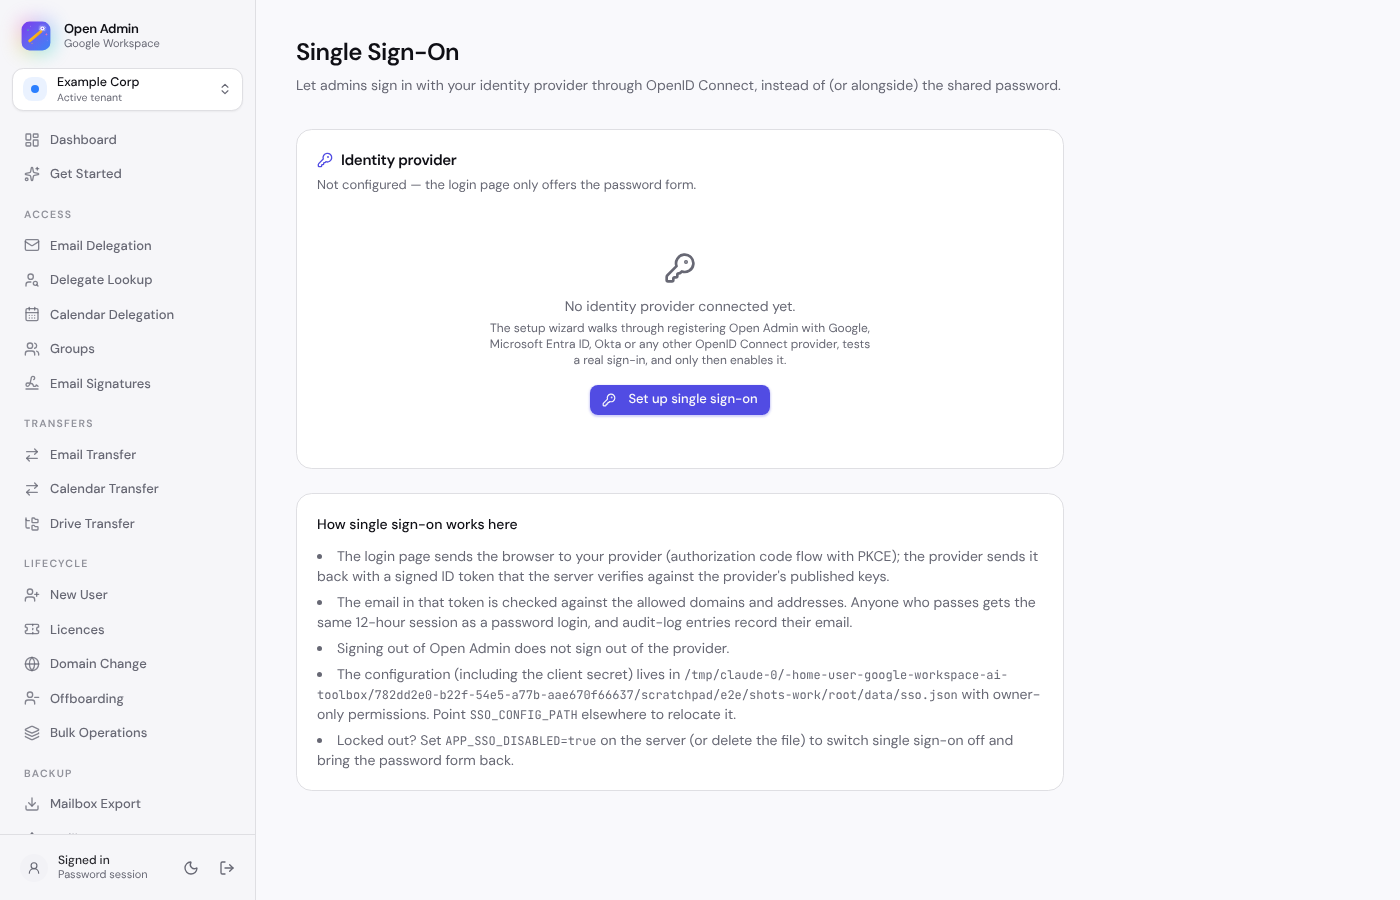 Open Admin
Google Workspace
Example Corp
Active tenant
Dashboard
Get Started
ACCESS
Email Delegation
Delegate Lookup
Calendar Delegation
Groups
Email Signatures
TRANSFERS
Email Transfer
Calendar Transfer
Drive Transfer
LIFECYCLE
New User
Licences
Domain Change
Offboarding
Bulk Operations
BACKUP
Mailbox Export
Signed in
Password session
Single Sign-On
Let admins sign in with your identity provider through OpenID Connect, instead of (or alongside) the shared password.
Identity provider
Not configured — the login page only offers the password form.
No identity provider connected yet.
The setup wizard walks through registering Open Admin with Google,
Microsoft Entra ID, Okta or any other OpenID Connect provider, tests
a real sign-in, and only then enables it.
Set up single sign-on
How single sign-on works here
• The login page sends the browser to your provider (authorization code flow with PKCE); the provider sends it
back with a signed ID token that the server verifies against the provider's published keys.
• The email in that token is checked against the allowed domains and addresses. Anyone who passes gets the
same 12-hour session as a password login, and audit-log entries record their email.
• Signing out of Open Admin does not sign out of the provider.
• The configuration (including the client secret) lives in /tmp/claude-0/-home-user-google-workspace-ai-
toolbox/782dd2e0-b22f-54e5-a77b-aae670f66637/scratchpad/e2e/shots-work/root/data/sso.json with owner-
only permissions. Point SSO_CONFIG_PATH elsewhere to relocate it.
• Locked out? Set APP_SSO_DISABLED=true on the server (or delete the file) to switch single sign-on off and
bring the password form back.